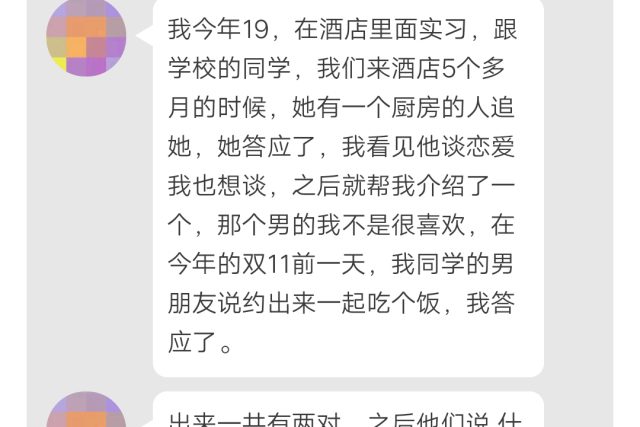 我今年19，在酒店里面实习，跟
学校的同学，我们来酒店5个多
月的时候，她有一个厨房的人追
她，她答应了，我看见他谈恋爱
我也想谈，之后就帮我介绍了一
个，那个男的我不是很喜欢，在
今年的双11前一天，我同学的男
朋友说约出来一起吃个饭，我答
应了。
出来一共有两对，之后他们说,什